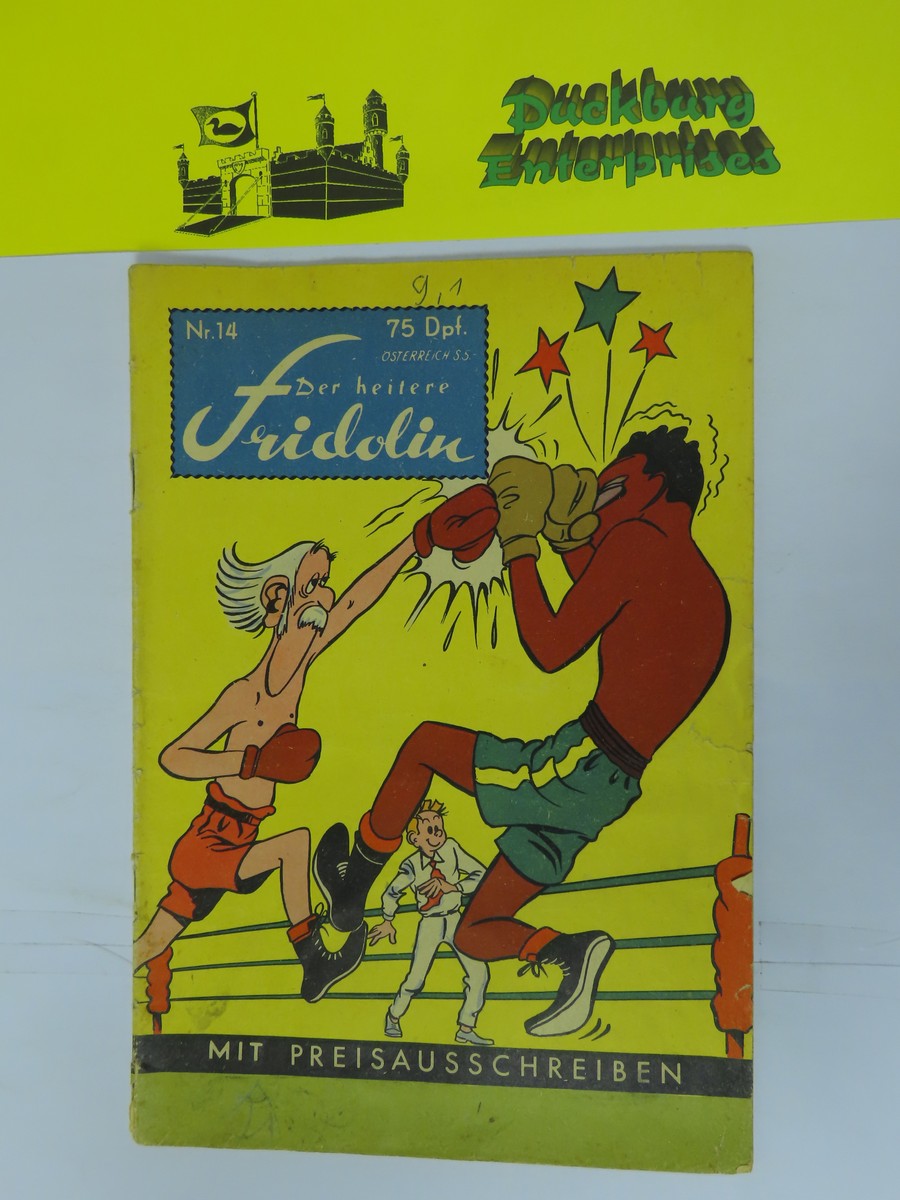 Duckburg
Enterprises
9,1
Nr.14
75 Dpf.
ÖSTERREICH S.5.-
Der heitere
Fridolin
MIT PREISAUSSCHREIBEN